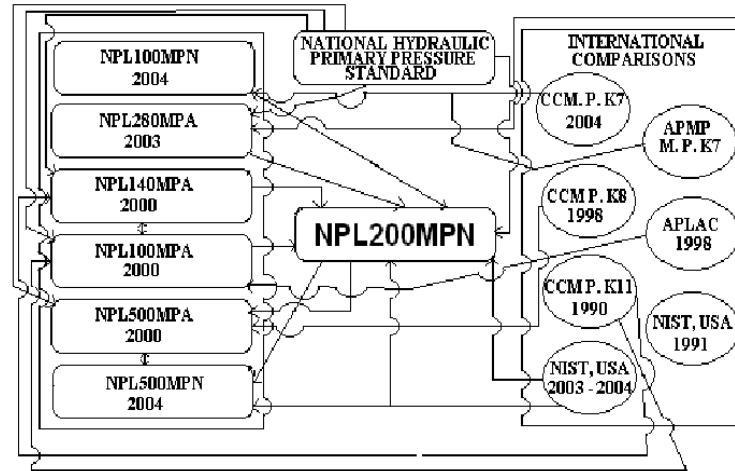 NATIONAL HYDRAULIC
PRIMARY PRESSURE
STANDARD
INTERNATIONAL
COMPARISONS
NPL100MPN
2004
NPL280MPA
2003
NPL140MPA
2000
NPL100MPA
2000
NPL500MPA
2000
NPL500MPN
2004
NPL200MPN
CCM. P. K7
2004
APMP
M. P. K7
CCM P. K8
1998
APLAC
1998
CCM P. K11
1990
NIST, USA
1991
NIST, USA
2003 - 2004